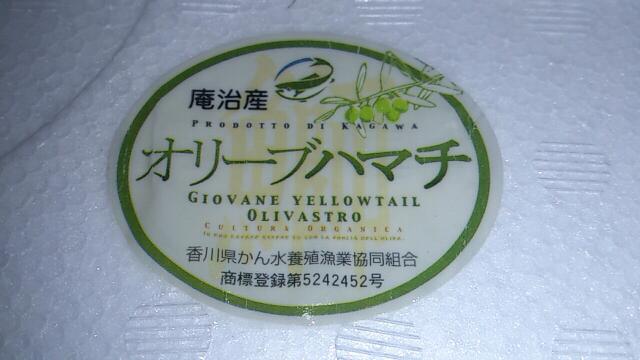 庵治産
PRODOTTO DI KAGAWA
オリーブハマチ
GIOVANE YELLOWTAIL
OLIVASTRO
CULTURA ORGANICA
香川県かん水養殖漁業協同組合
商標登録第5242452号